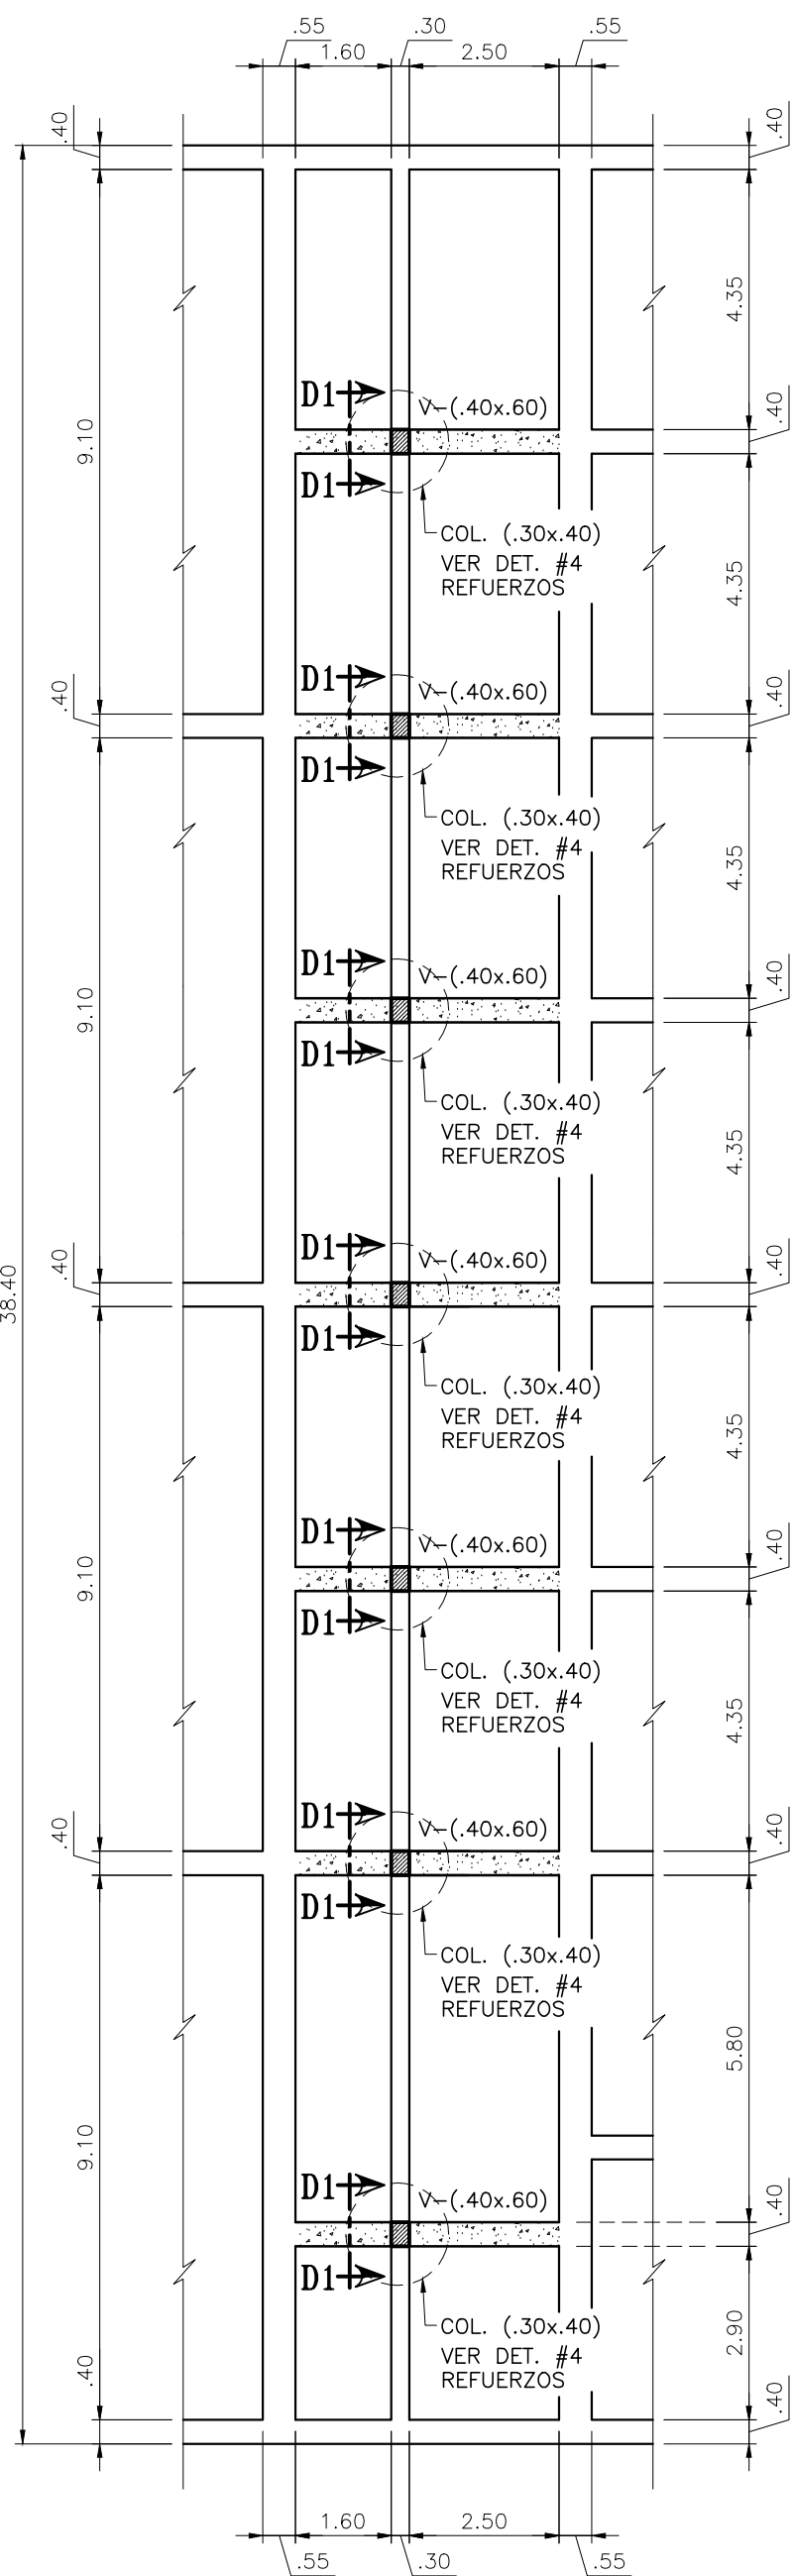 .55
.30
.55
1.60
2.50
.40
.40
4.35
9.10
D1
V-(.40x.60)
.40
D1
COL. (.30x.40)
VER DET. #4
REFUERZOS
4.35
D1
V-(.40x.60)
.40
.40
D1
COL. (.30x.40)
VER DET. #4
REFUERZOS
4.35
D1
V-(.40x.60)
.40
9.10
D1
COL. (.30x.40)
VER DET. #4
REFUERZOS
4.35
D1
V-(.40x.60)
.40
.40
38.40
D1
COL. (.30x.40)
VER DET. #4
REFUERZOS
4.35
D1
V-(.40x.60)
.40
9.10
D1
COL. (.30x.40)
VER DET. #4
REFUERZOS
4.35
D1
V-(.40x.60)
.40
.40
D1
COL. (.30x.40)
VER DET. #4
REFUERZOS
5.80
9.10
D1
V-(.40x.60)
.40
D1
COL. (.30x.40)
VER DET. #4
REFUERZOS
2.90
.40
.40
1.60
2.50
.55
.30
.55